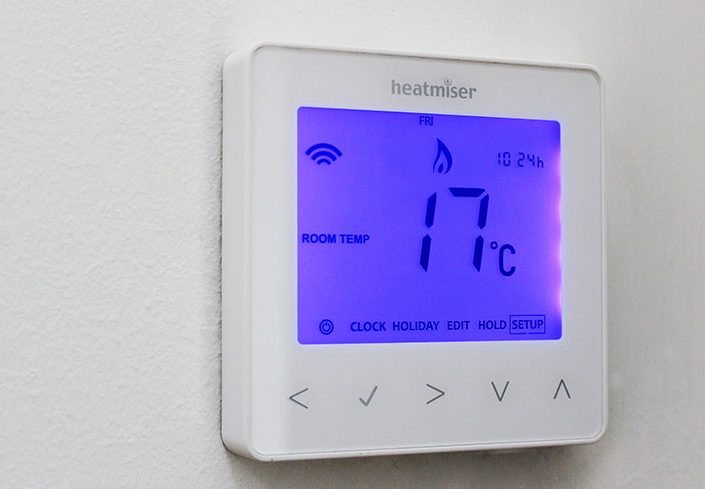 heatmiser
FRI
10 24h
ROOM TEMP
17°C
CLOCK HOLIDAY EDIT HOLD SETUP